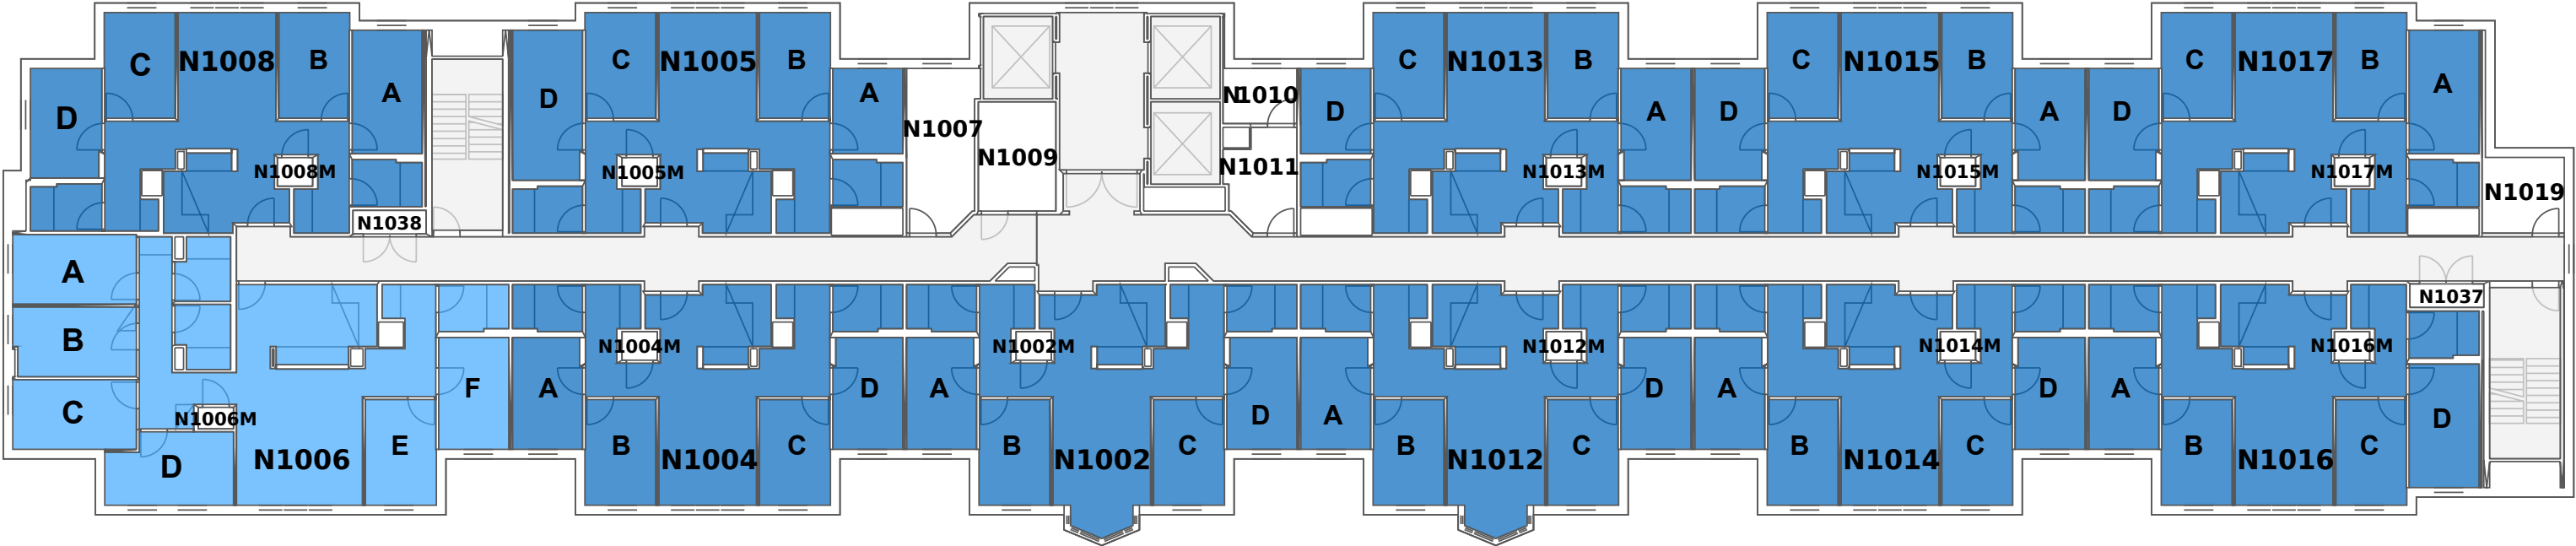 C N1008 B
A
D
N1008M
N1038
C N1005 B
D
A
N1005M
N1007
N1009
N1010
N1011
C N1013 B
D
A
N1013M
C N1015 B
D
A
N1015M
C N1017 B
D
A
N1017M
N1019
A
B
C
N1006M
D
N1006
E
F
A
N1004M
D
B
N1004
C
A
N1002M
D
B
N1002
C
A
N1012M
D
B
N1012
C
A
N1014M
D
B
N1014
C
A
N1016M
D
B
N1016
C
N1037